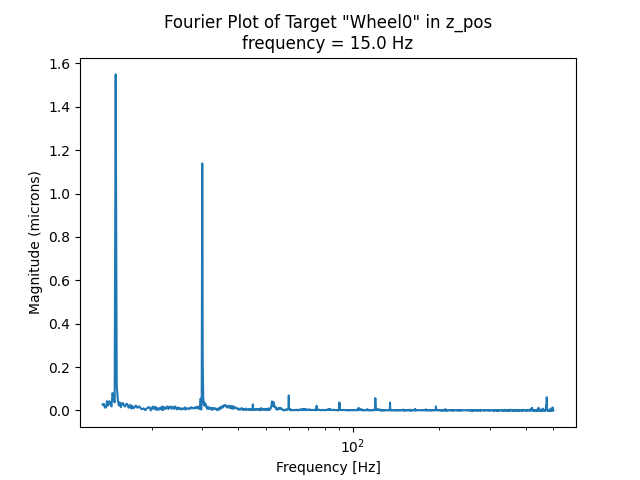 Fourier Plot of Target "Wheel0" in z_pos
frequency = 15.0 Hz
1.6
1.4
1.2
1.0
0.8
0.6
0.4
0.2
0.0
Magnitude (microns)
10²
Frequency [Hz]